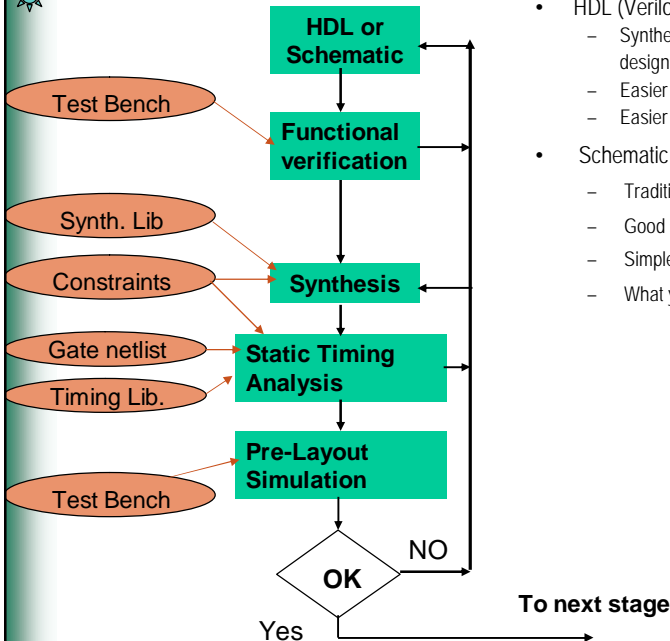 HDL or
Schematic
Test Bench
Functional
verification
Synth. Lib
Constraints
Synthesis
Gate netlist
Static Timing
Analysis
Timing Lib.
Pre-Layout
Simulation
Test Bench
OK
NO
Yes
To next stage
• HDL (Verilo
– Synthe
design
– Easier
– Easier
• Schematic
– Traditi
– Good
– Simple
– What y